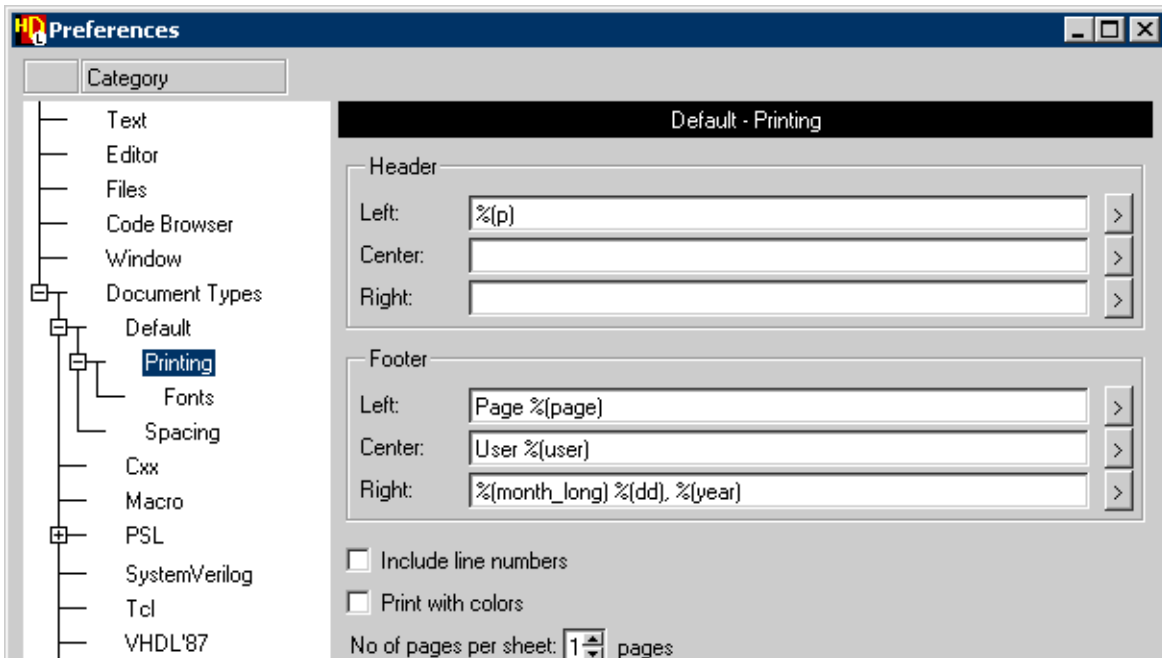 HD L Preferences
Category
Text
Editor
Files
Code Browser
Window
Document Types
Default
Printing
Fonts
Spacing
Cxx
Macro
PSL
SystemVerilog
Tcl
VHDL'87
Default - Printing
Header
Left: %(p) >
Center: >
Right: >
Footer
Left: Page %(page) >
Center: User %(user) >
Right: %(month_long) %(dd), %(year) >
Include line numbers
Print with colors
No of pages per sheet: 1 pages